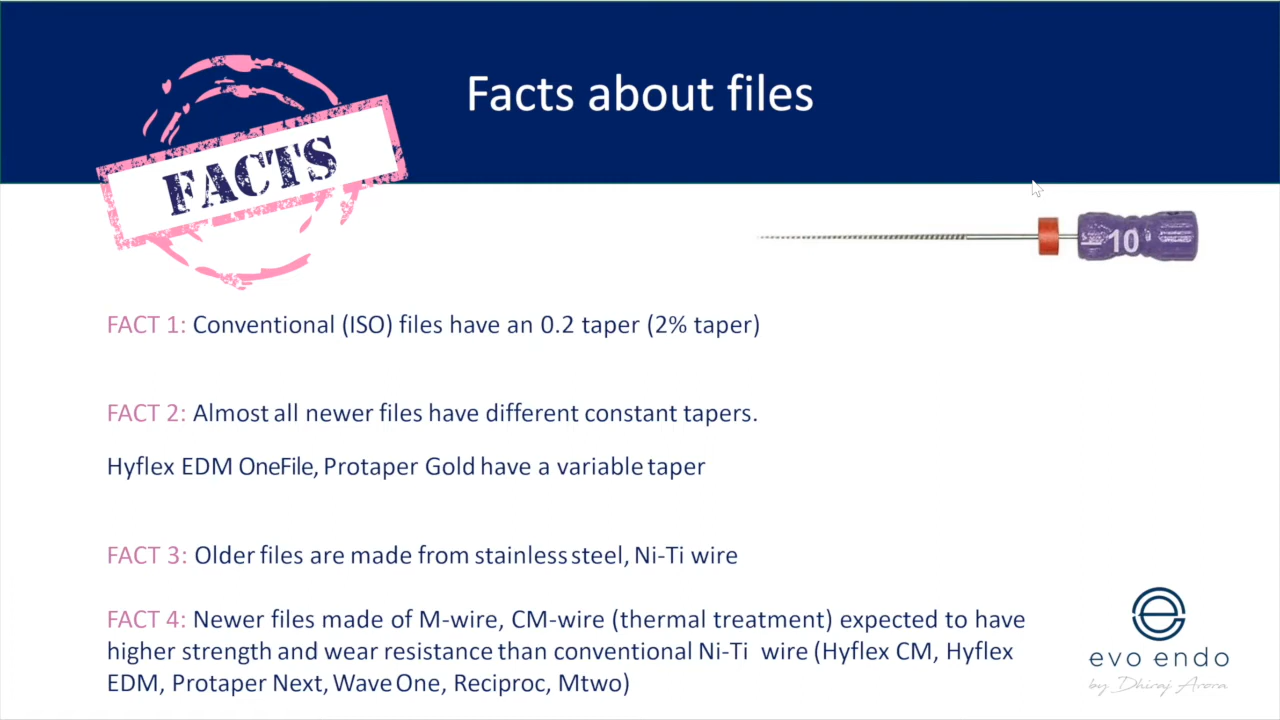 Facts about files
FACTS
10
FACT 1: Conventional (ISO) files have an 0.2 taper (2% taper)
FACT 2: Almost all newer files have different constant tapers.
Hyflex EDM OneFile, Protaper Gold have a variable taper
FACT 3: Older files are made from stainless steel, Ni-Ti wire
FACT 4: Newer files made of M-wire, CM-wire (thermal treatment) expected to have
higher strength and wear resistance than conventional Ni-Ti wire (Hyflex CM, Hyflex
EDM, Protaper Next, WaveOne, Reciproc, Mtwo)
evo endo
by Dhiraj Arora